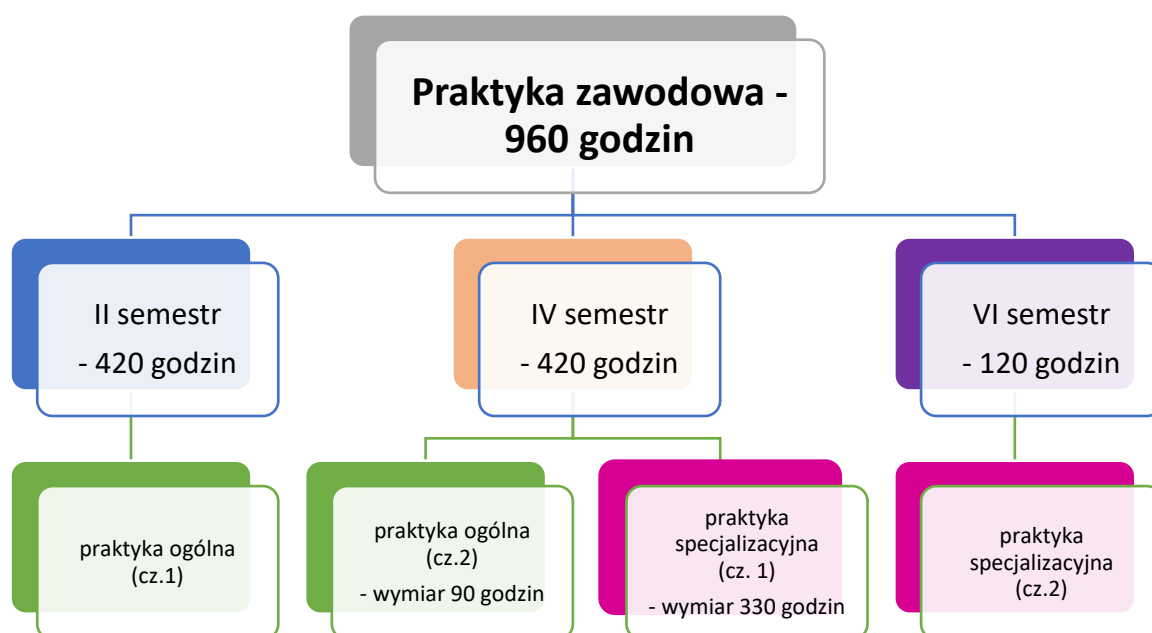 Praktyka zawodowa -
960 godzin
II semestr
- 420 godzin
IV semestr
- 420 godzin
VI semestr
- 120 godzin
praktyka ogólna
(cz.1)
praktyka ogólna
(cz.2)
- wymiar 90 godzin
praktyka
specjalizacyjna
(cz. 1)
- wymiar 330 godzin
praktyka
specjalizacyjna
(cz.2)